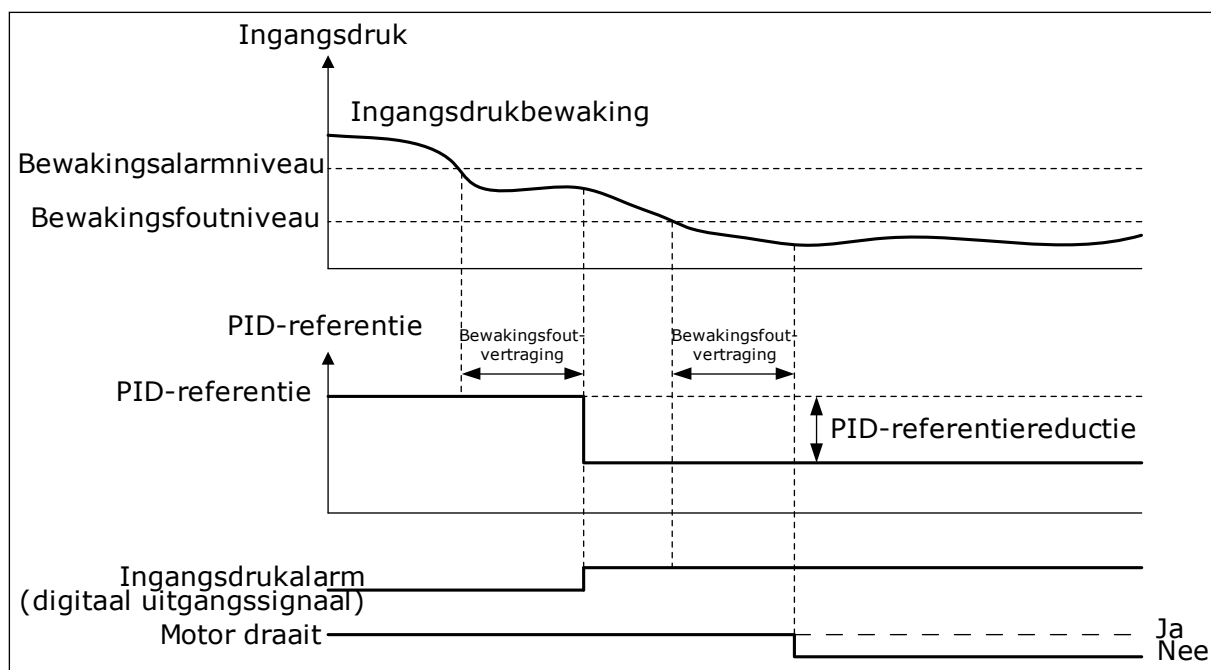 Ingangsdruk
Ingangsdrukbewaking
Bewakingsalarmniveau
Bewakingsfoutniveau
PID-referentie
Bewakingsfout-
vertraging
Bewakingsfout-
vertraging
PID-referentie
PID-referentiereductie
Ingangsdrukalarm
(digitaal uitgangssignaal)
Motor draait
Ja
Nee